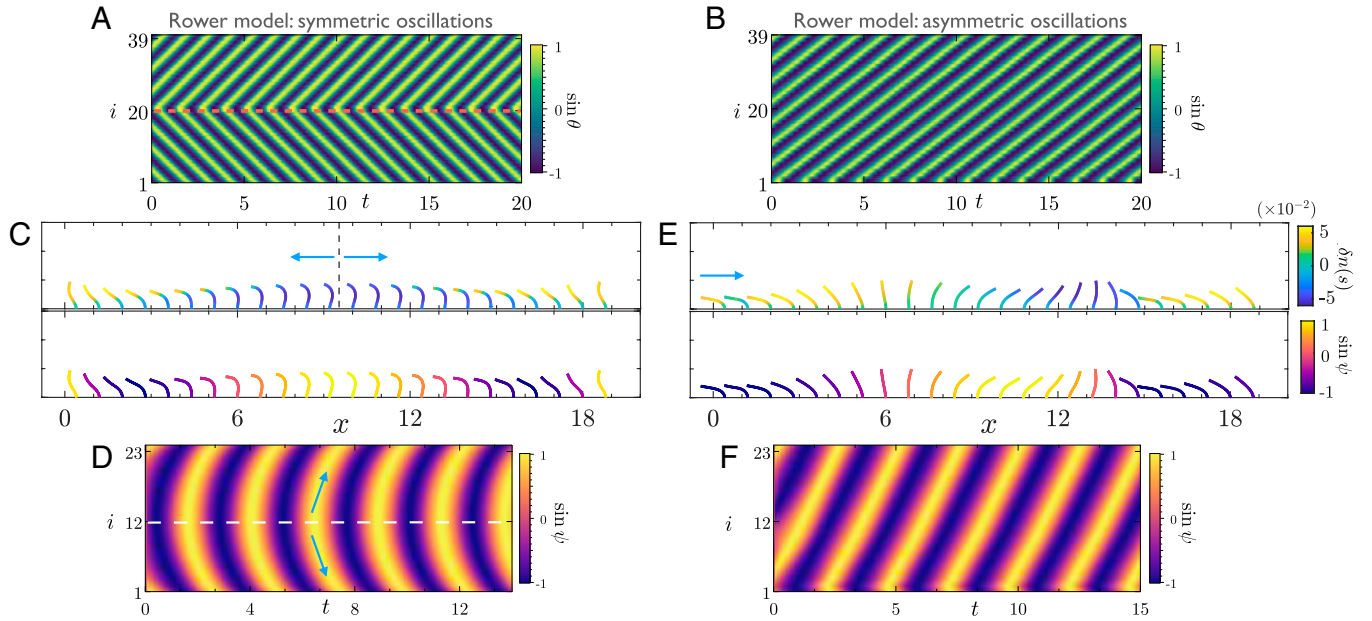 A
Rower model: symmetric oscillations
39
i 20
1
0 5 10 t 15 20
1
0
-1
sin θ
B
Rower model: asymmetric oscillations
39
i 20
1
0 5 10 t 15 20
1
0
-1
sin θ
C
0 6 x 12 18
E
(×10⁻²)
5
0
-5
δn(s)
1
0
-1
sin ψ
0 6 x 12 18
D
23
i 12
1
0 4 t 8 12
1
0
-1
sin ψ
F
23
i 12
1
0 5 t 10 15
1
0
-1
sin ψ